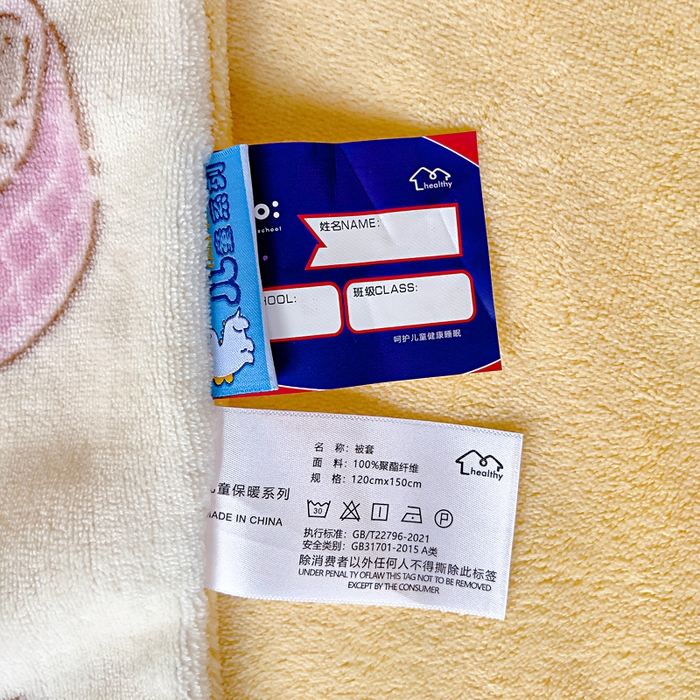 healthy
o:
school
姓名NAME:
HOOL:
班级CLASS:
呵护儿童健康睡眠
healthy
名 称：被套
面 料：100%聚酯纤维
规 格：120cmx150cm
童保暖系列
MADE IN CHINA
30
P
执行标准：GB/T22796-2021
安全类别：GB31701-2015 A类
除消费者以外任何人不得撕除此标签
UNDER PENAL TY OFLAW THIS TAG NOT TO BE REMOVED
EXCEPT BY THE CONSUMER